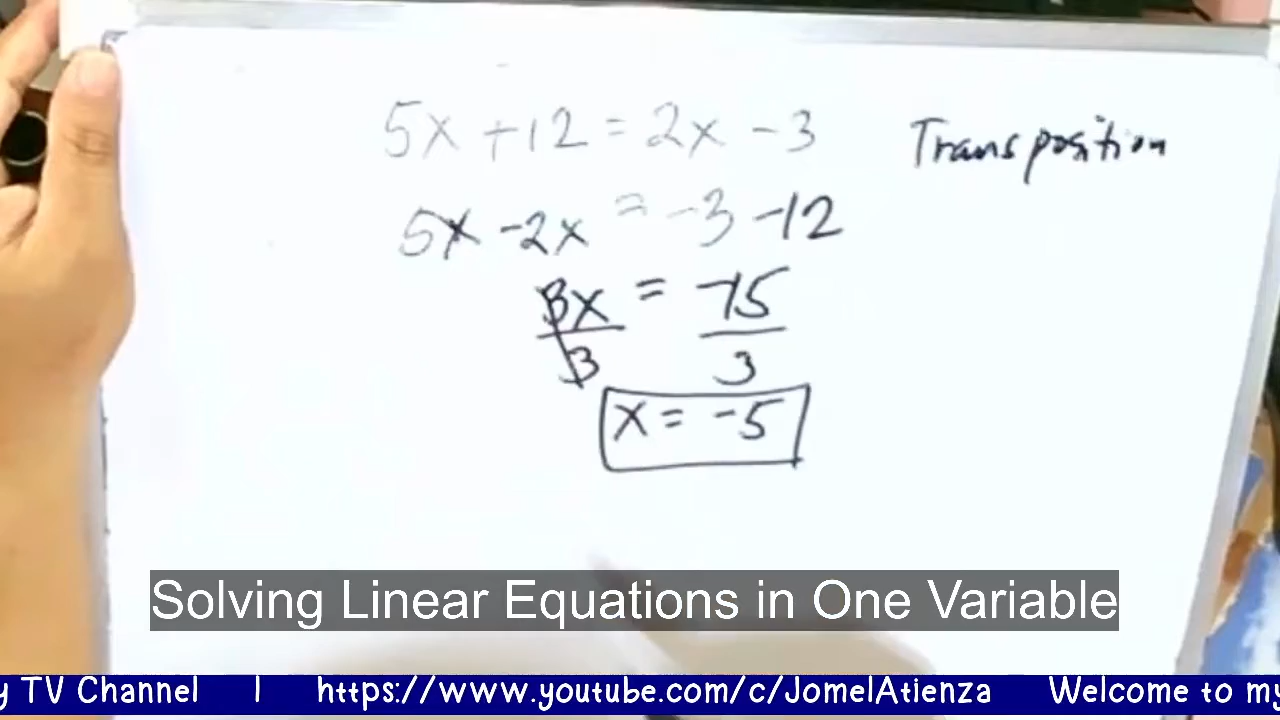 5x + 12 = 2x - 3
Transposition
5x - 2x = -3 - 12
3x = -15
3 3
x = -5
Solving Linear Equations in One Variable
y TV Channel | https://www.youtube.com/c/JomelAtienza Welcome to my